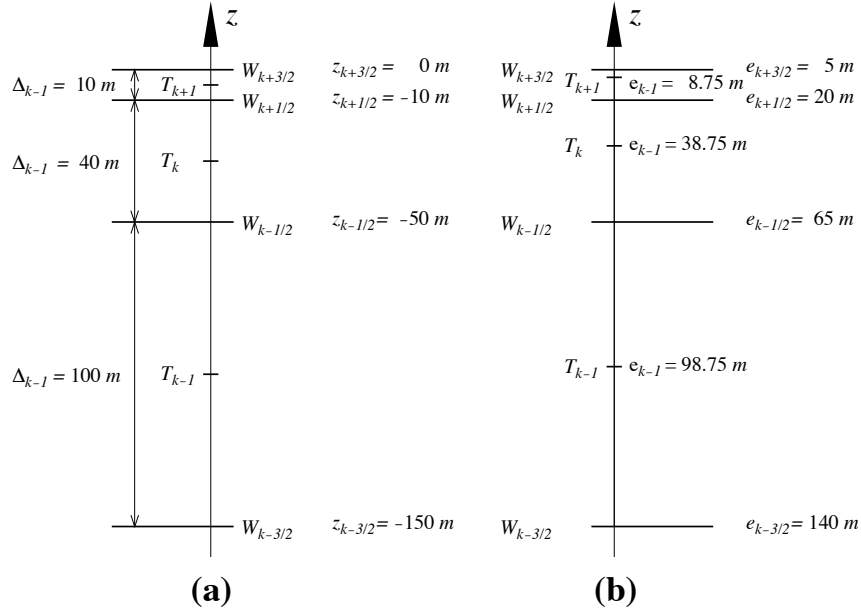 z
W_{k+3/2} z_{k+3/2} = 0 m
Δ_{k-1} = 10 m T_{k+1}
W_{k+1/2} z_{k+1/2} = -10 m
Δ_{k-1} = 40 m T_k
W_{k-1/2} z_{k-1/2} = -50 m
Δ_{k-1} = 100 m T_{k-1}
W_{k-3/2} z_{k-3/2} = -150 m
(a)
z
W_{k+3/2} e_{k+3/2} = 5 m
T_{k+1} e_{k-1} = 8.75 m
W_{k+1/2} e_{k+1/2} = 20 m
T_k e_{k-1} = 38.75 m
W_{k-1/2} e_{k-1/2} = 65 m
T_{k-1} e_{k-1} = 98.75 m
W_{k-3/2} e_{k-3/2} = 140 m
(b)